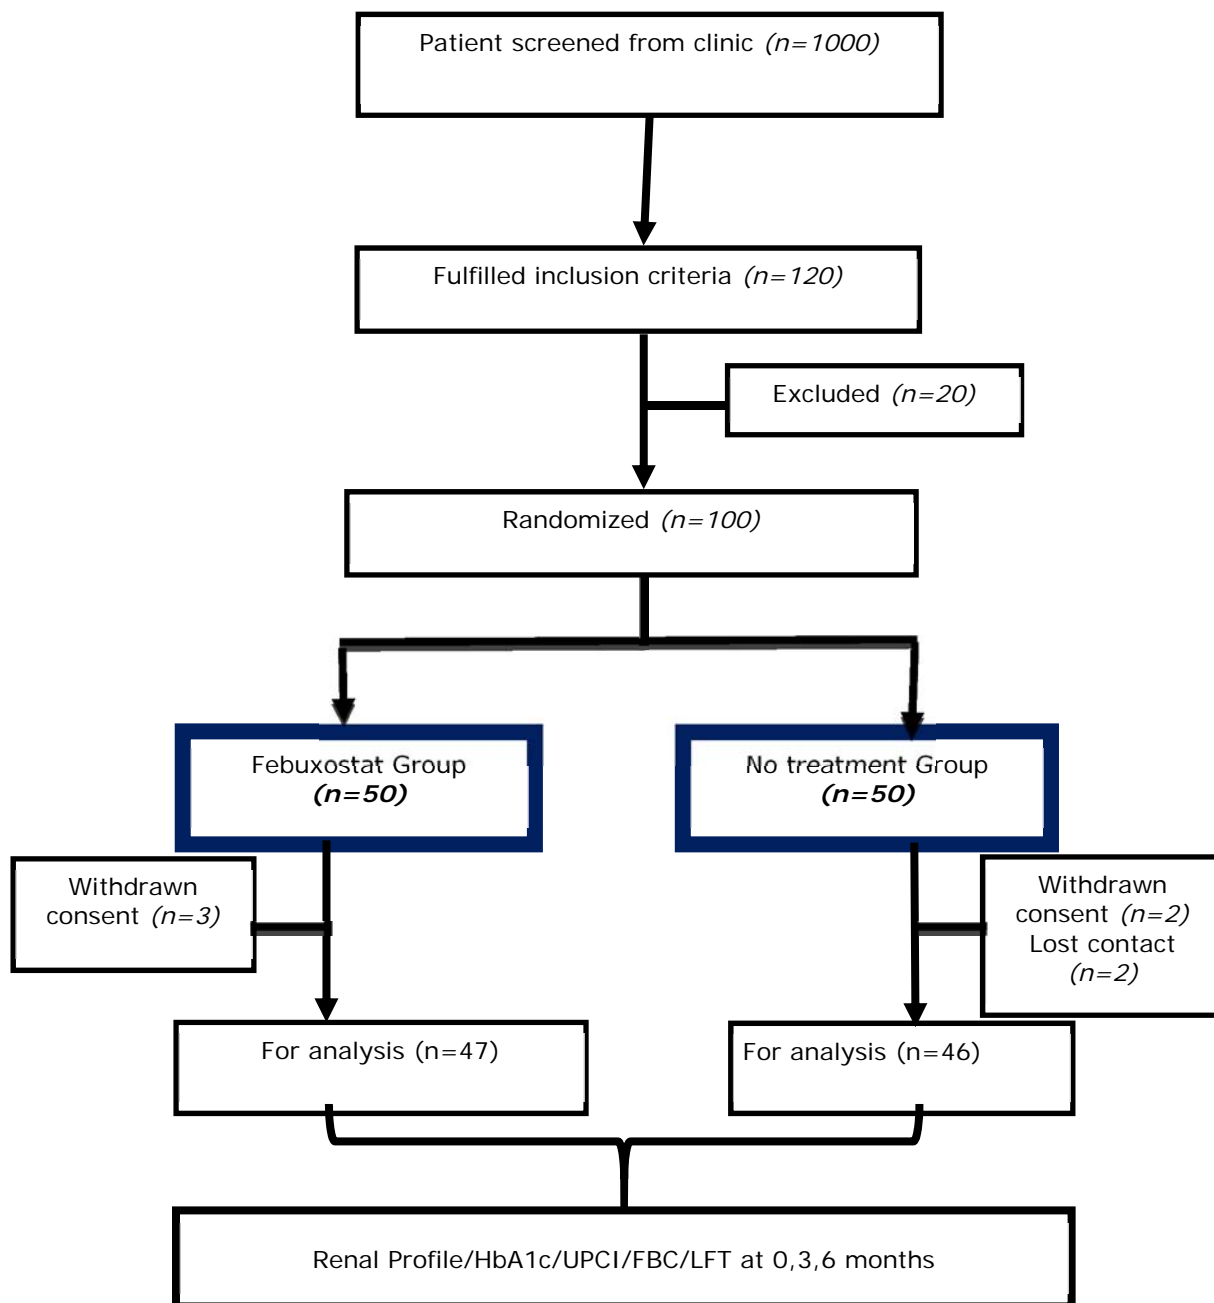 Patient screened from clinic (n=1000)
Fulfilled inclusion criteria (n=120)
Excluded (n=20)
Randomized (n=100)
Febuxostat Group
(n=50)
No treatment Group
(n=50)
Withdrawn
consent (n=3)
Withdrawn
consent (n=2)
Lost contact
(n=2)
For analysis (n=47)
For analysis (n=46)
Renal Profile/HbA1c/UPCI/FBC/LFT at 0,3,6 months